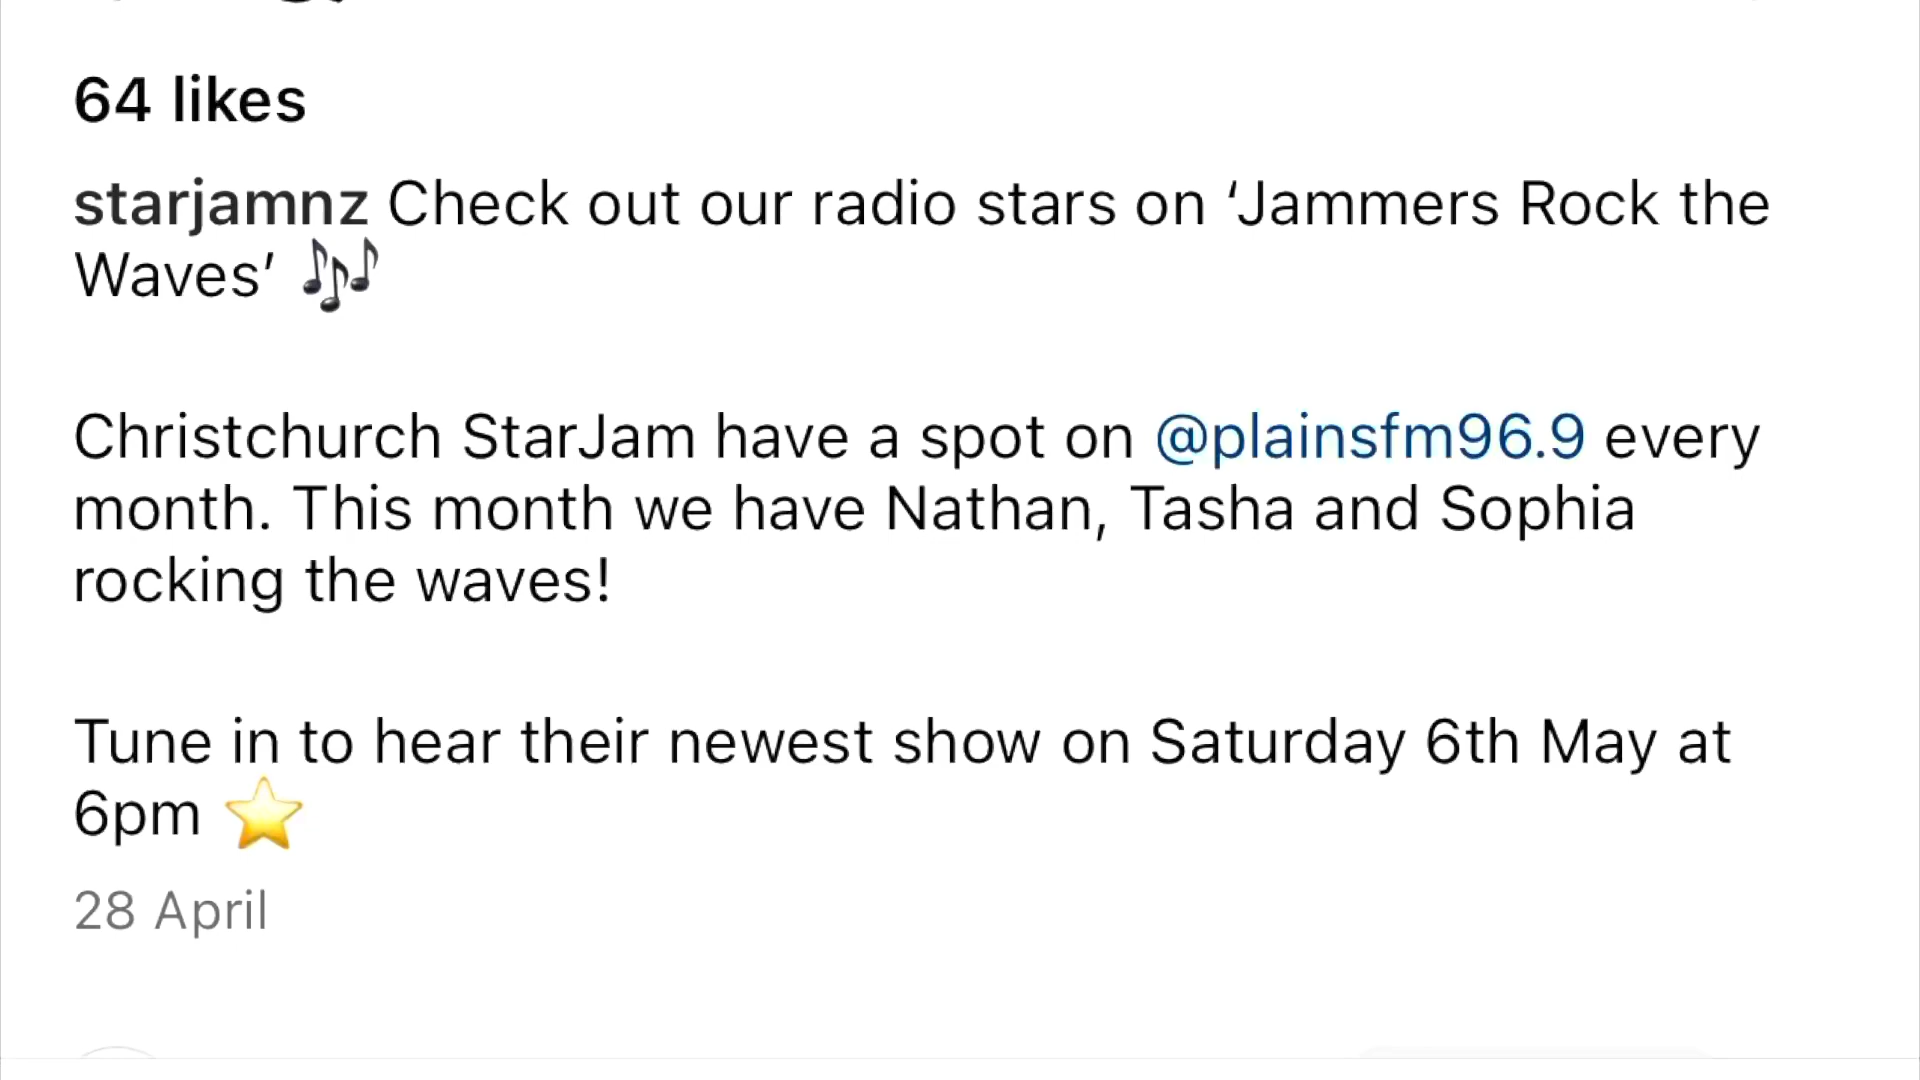 64 likes
starjamnz Check out our radio stars on ‘Jammers Rock the
Waves’ 🎶
Christchurch StarJam have a spot on @plainsfm96.9 every
month. This month we have Nathan, Tasha and Sophia
rocking the waves!
Tune in to hear their newest show on Saturday 6th May at
6pm ⭐
28 April